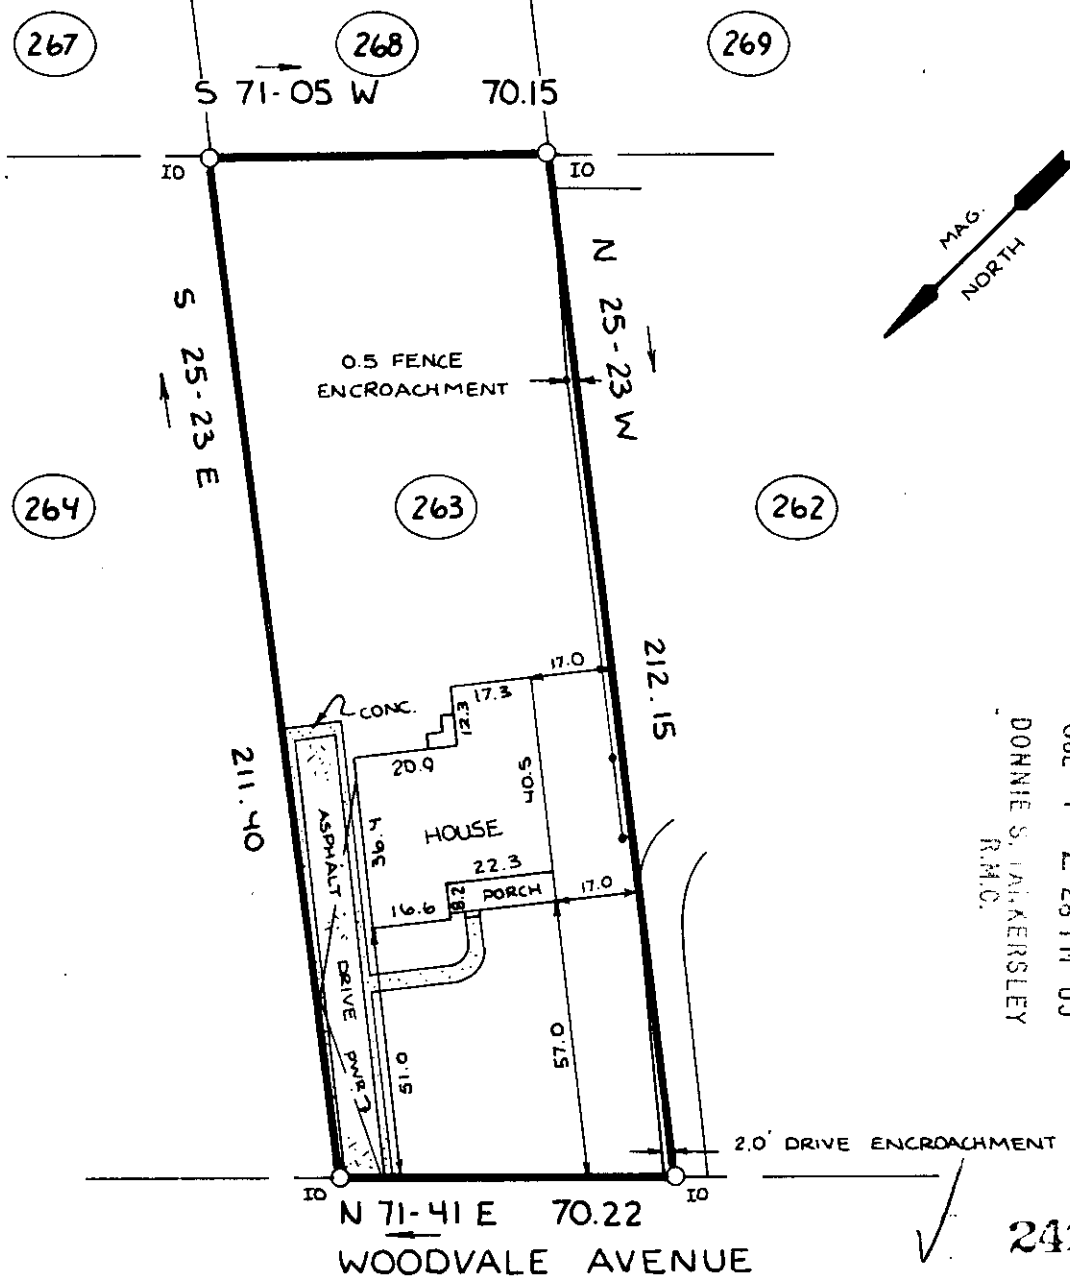 267
268
269
S 71-05 W 70.15
IO
IO
MAG.
NORTH
S 25-23 E
N 25-23 W
0.5 FENCE
ENCROACHMENT
264
263
262
17.0
17.3
12.3
CONC.
20.9
40.5
212.15
211.40
ASPHALT DRIVE
36.4
HOUSE
22.3
8.2
PORCH
17.0
16.6
57.0
51.0
PWR
DONNIE S. TANKERSLEY
R.M.C.
2.0' DRIVE ENCROACHMENT
IO
IO
N 71-41 E 70.22
WOODVALE AVENUE